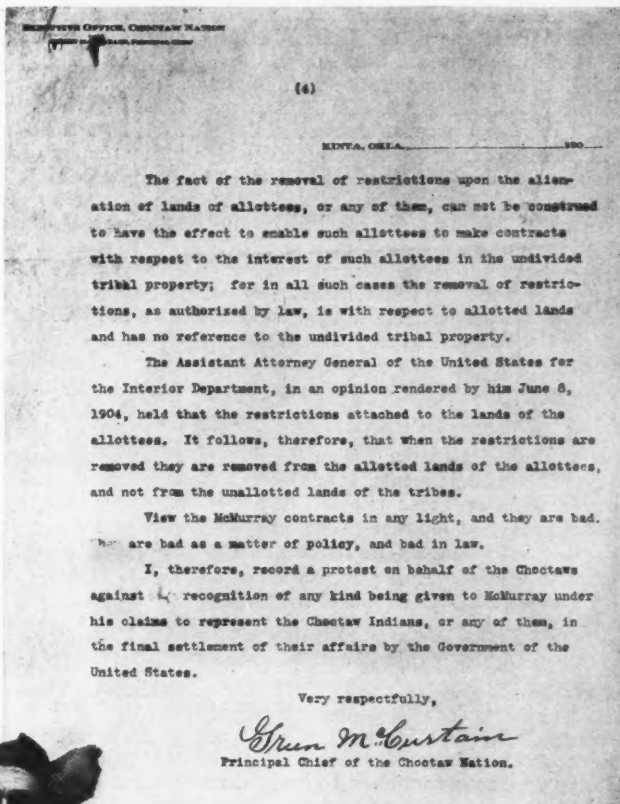 EXECUTIVE OFFICE, CHOCTAW NATION
(4)
KINTA, OKLA. 190
The fact of the removal of restrictions upon the alien-
ation of lands of allottees, or any of them, can not be construed
to have the effect to enable such allottees to make contracts
with respect to the interest of such allottees in the undivided
tribal property; for in all such cases the removal of restric-
tions, as authorized by law, is with respect to allotted lands
and has no reference to the undivided tribal property.
The Assistant Attorney General of the United States for
the Interior Department, in an opinion rendered by him June 8,
1904, held that the restrictions attached to the lands of the
allottees. It follows, therefore, that when the restrictions are
removed they are removed from the allotted lands of the allottees,
and not from the unallotted lands of the tribes.
View the McMurray contracts in any light, and they are bad.
are bad as a matter of policy, and bad in law.
I, therefore, record a protest on behalf of the Choctaws
against recognition of any kind being given to McMurray under
his claims to represent the Choctaw Indians, or any of them, in
the final settlement of their affairs by the Government of the
United States.
Very respectfully,
Green McCurtain
Principal Chief of the Choctaw Nation.